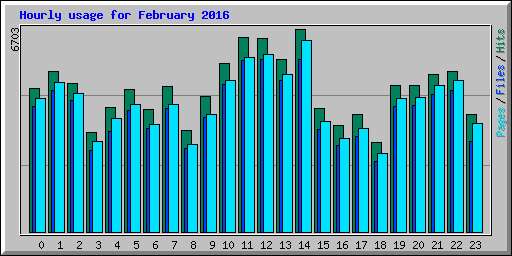 Hourly usage for February 2016
6703
Pages/Files/Hits
0 1 2 3 4 5 6 7 8 9 10 11 12 13 14 15 16 17 18 19 20 21 22 23